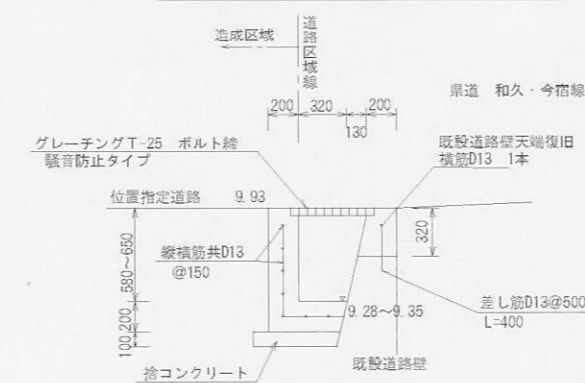 造成区域
道路区域線
県道 和久・今宿線
200
320
200
130
グレーチングT-25 ボルト締
騒音防止タイプ
既設道路壁天端復旧
横筋D13 1本
位置指定道路 9.93
320
縦横筋共D13
@150
580～650
200
100
9.28～9.35
差し筋D13@500
L=400
捨コンクリート
既設道路壁